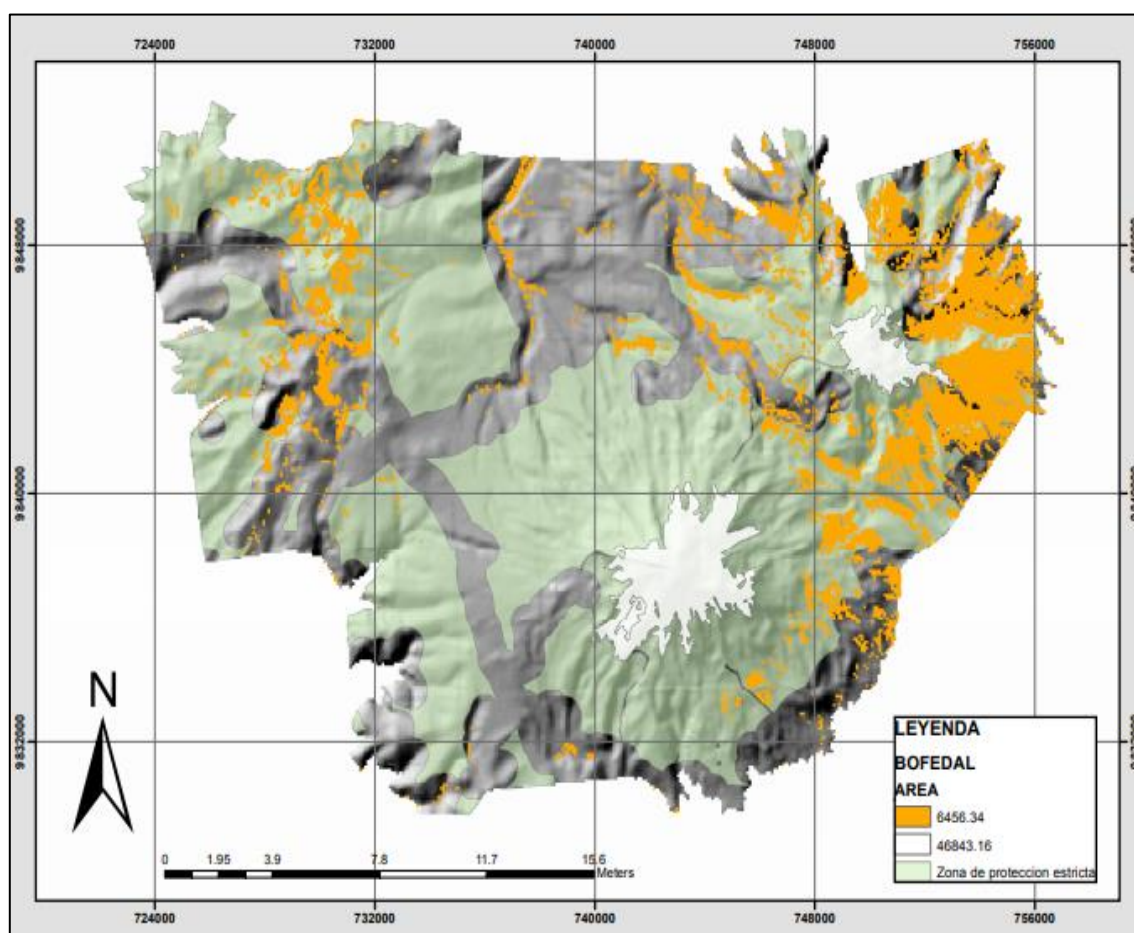 724000 732000 740000 748000 756000
9848000
9840000
9832000
N
0 1.95 3.9 7.8 11.7 15.6
Meters
LEYENDA
BOFEDAL
AREA
6456.34
46843.16
Zona de proteccion estricta
724000 732000 740000 748000 756000